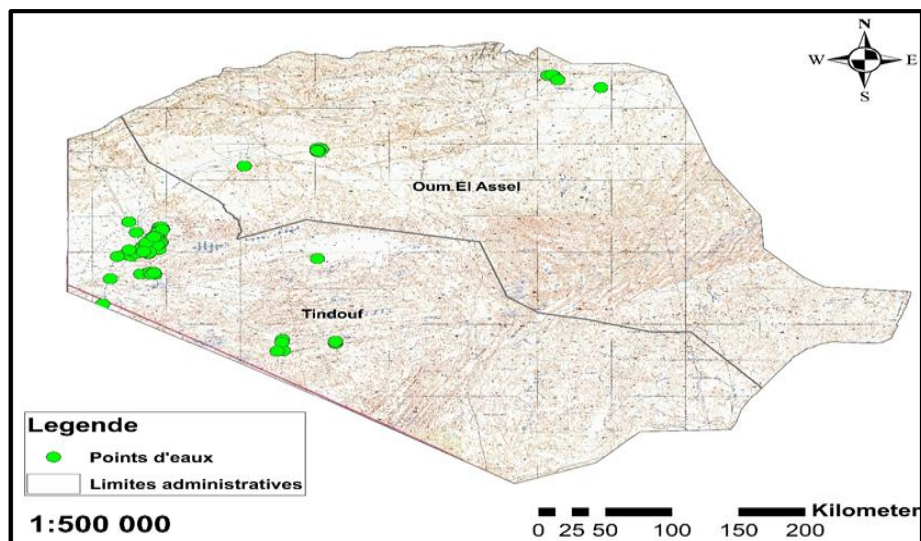 N
W E
S
Oum El Assel
Tindouf
Legende
Points d'eaux
Limites administratives
1:500 000
Kilometer
0 25 50 100 150 200